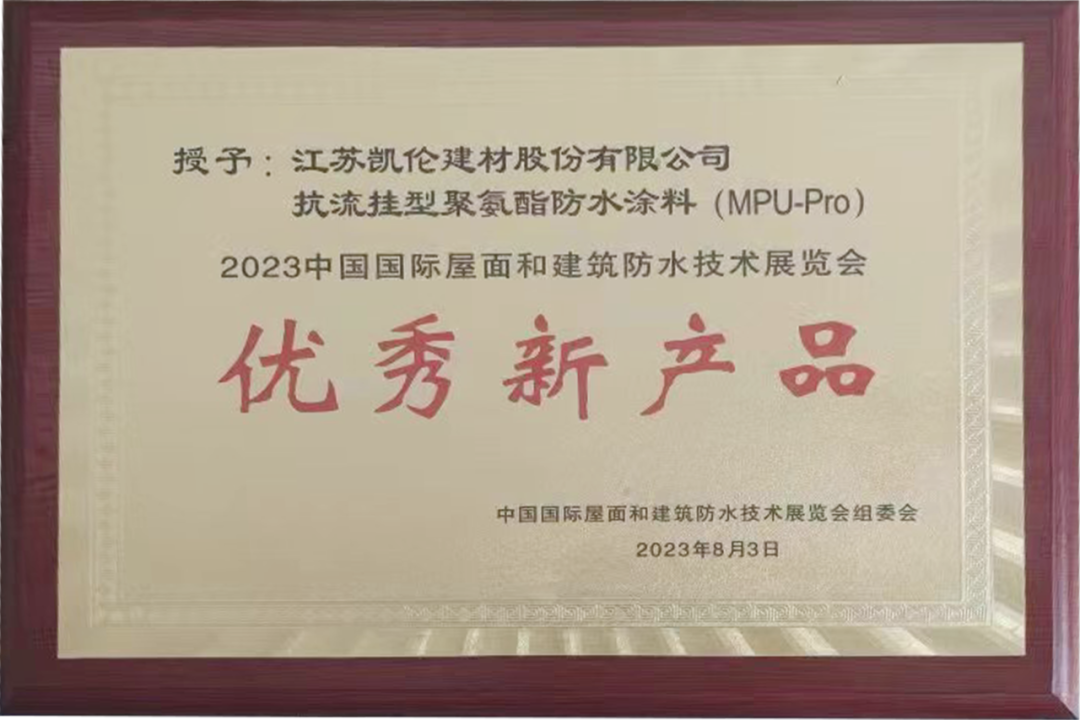 授予：江苏凯伦建材股份有限公司
抗流挂型聚氨酯防水涂料（MPU-Pro）
2023中国国际屋面和建筑防水技术展览会
优秀新产品
中国国际屋面和建筑防水技术展览会组委会
2023年8月3日